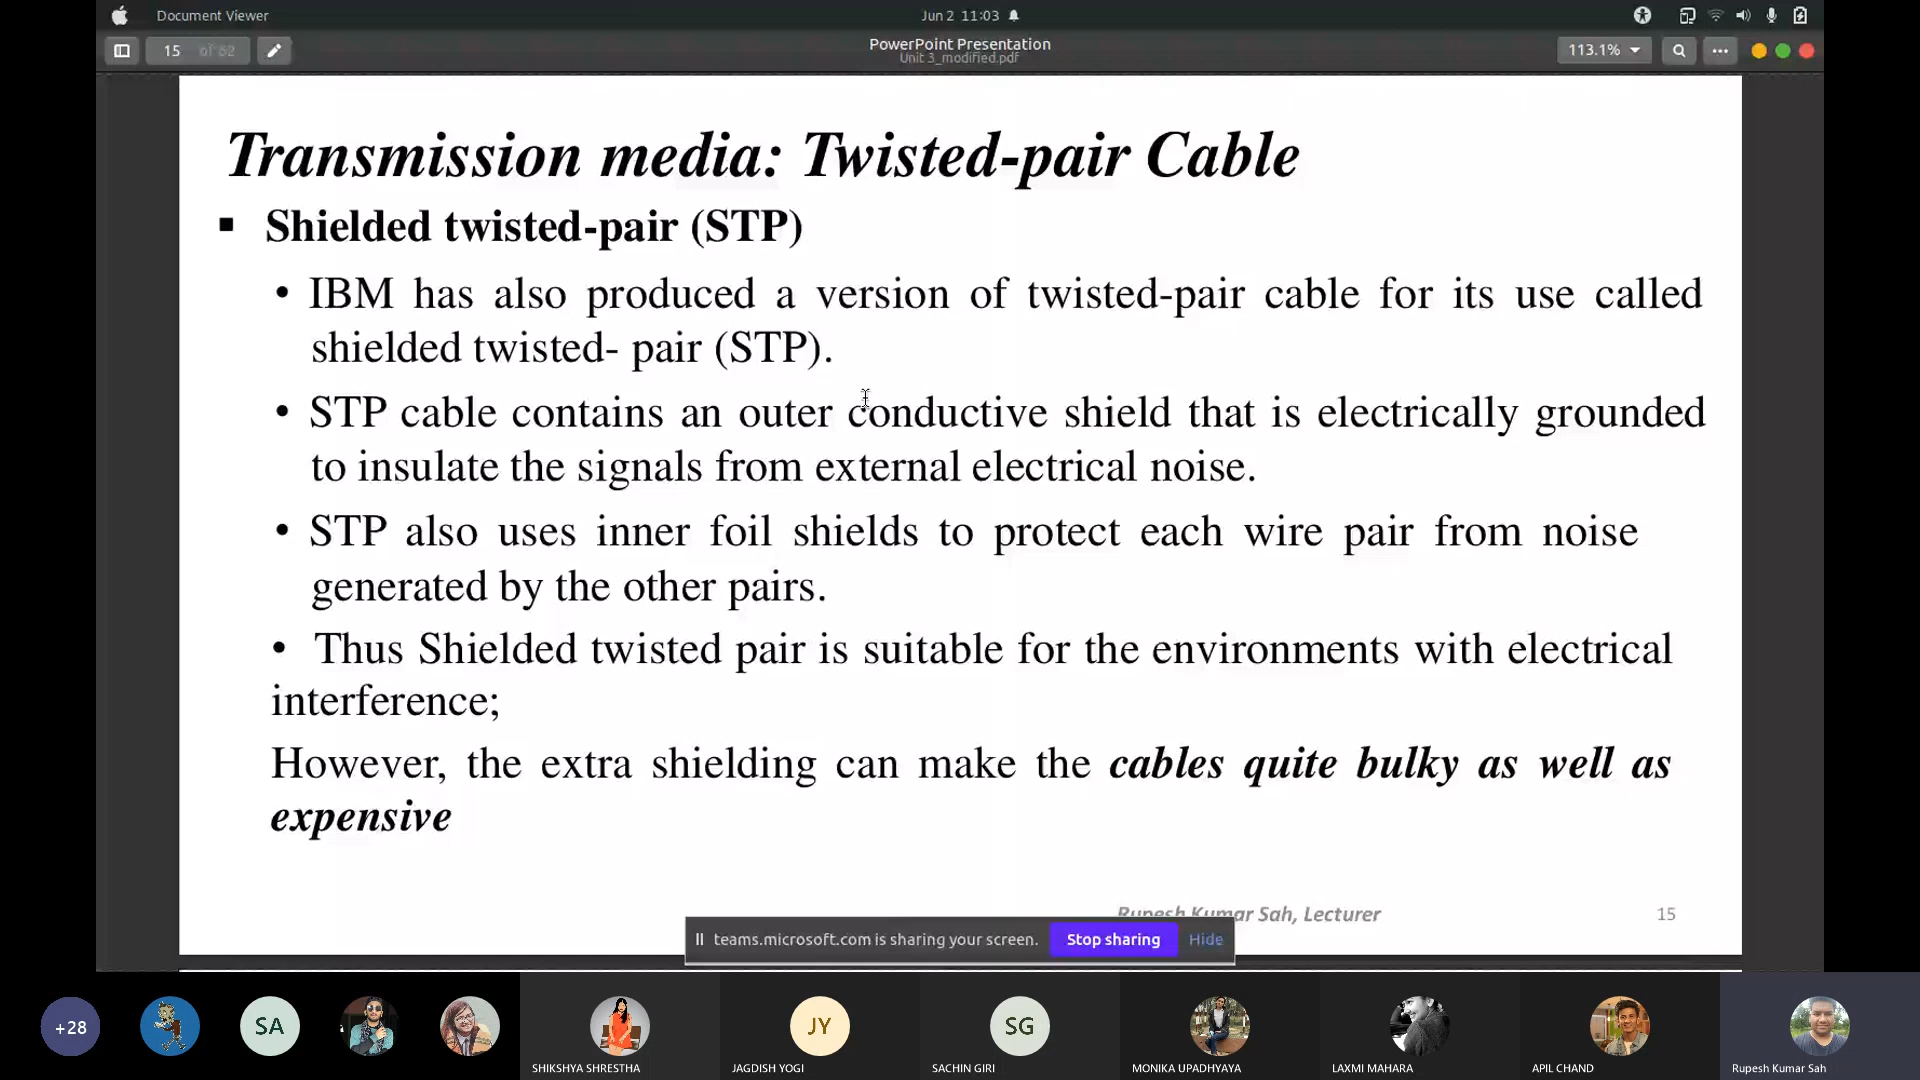 Document Viewer
Jun 2 11:03
15 of 62
PowerPoint Presentation
Unit 3_modified.pdf
113.1%
Transmission media: Twisted-pair Cable
▪ Shielded twisted-pair (STP)
• IBM has also produced a version of twisted-pair cable for its use called
shielded twisted- pair (STP).
• STP cable contains an outer conductive shield that is electrically grounded
to insulate the signals from external electrical noise.
• STP also uses inner foil shields to protect each wire pair from noise
generated by the other pairs.
• Thus Shielded twisted pair is suitable for the environments with electrical
interference;
However, the extra shielding can make the cables quite bulky as well as
expensive
Rupesh Kumar Sah, Lecturer
15
teams.microsoft.com is sharing your screen.
Stop sharing
Hide
+28
SA
JY
SG
SHIKSHYA SHRESTHA
JAGDISH YOGI
SACHIN GIRI
MONIKA UPADHYAYA
LAXMI MAHARA
APIL CHAND
Rupesh Kumar Sah